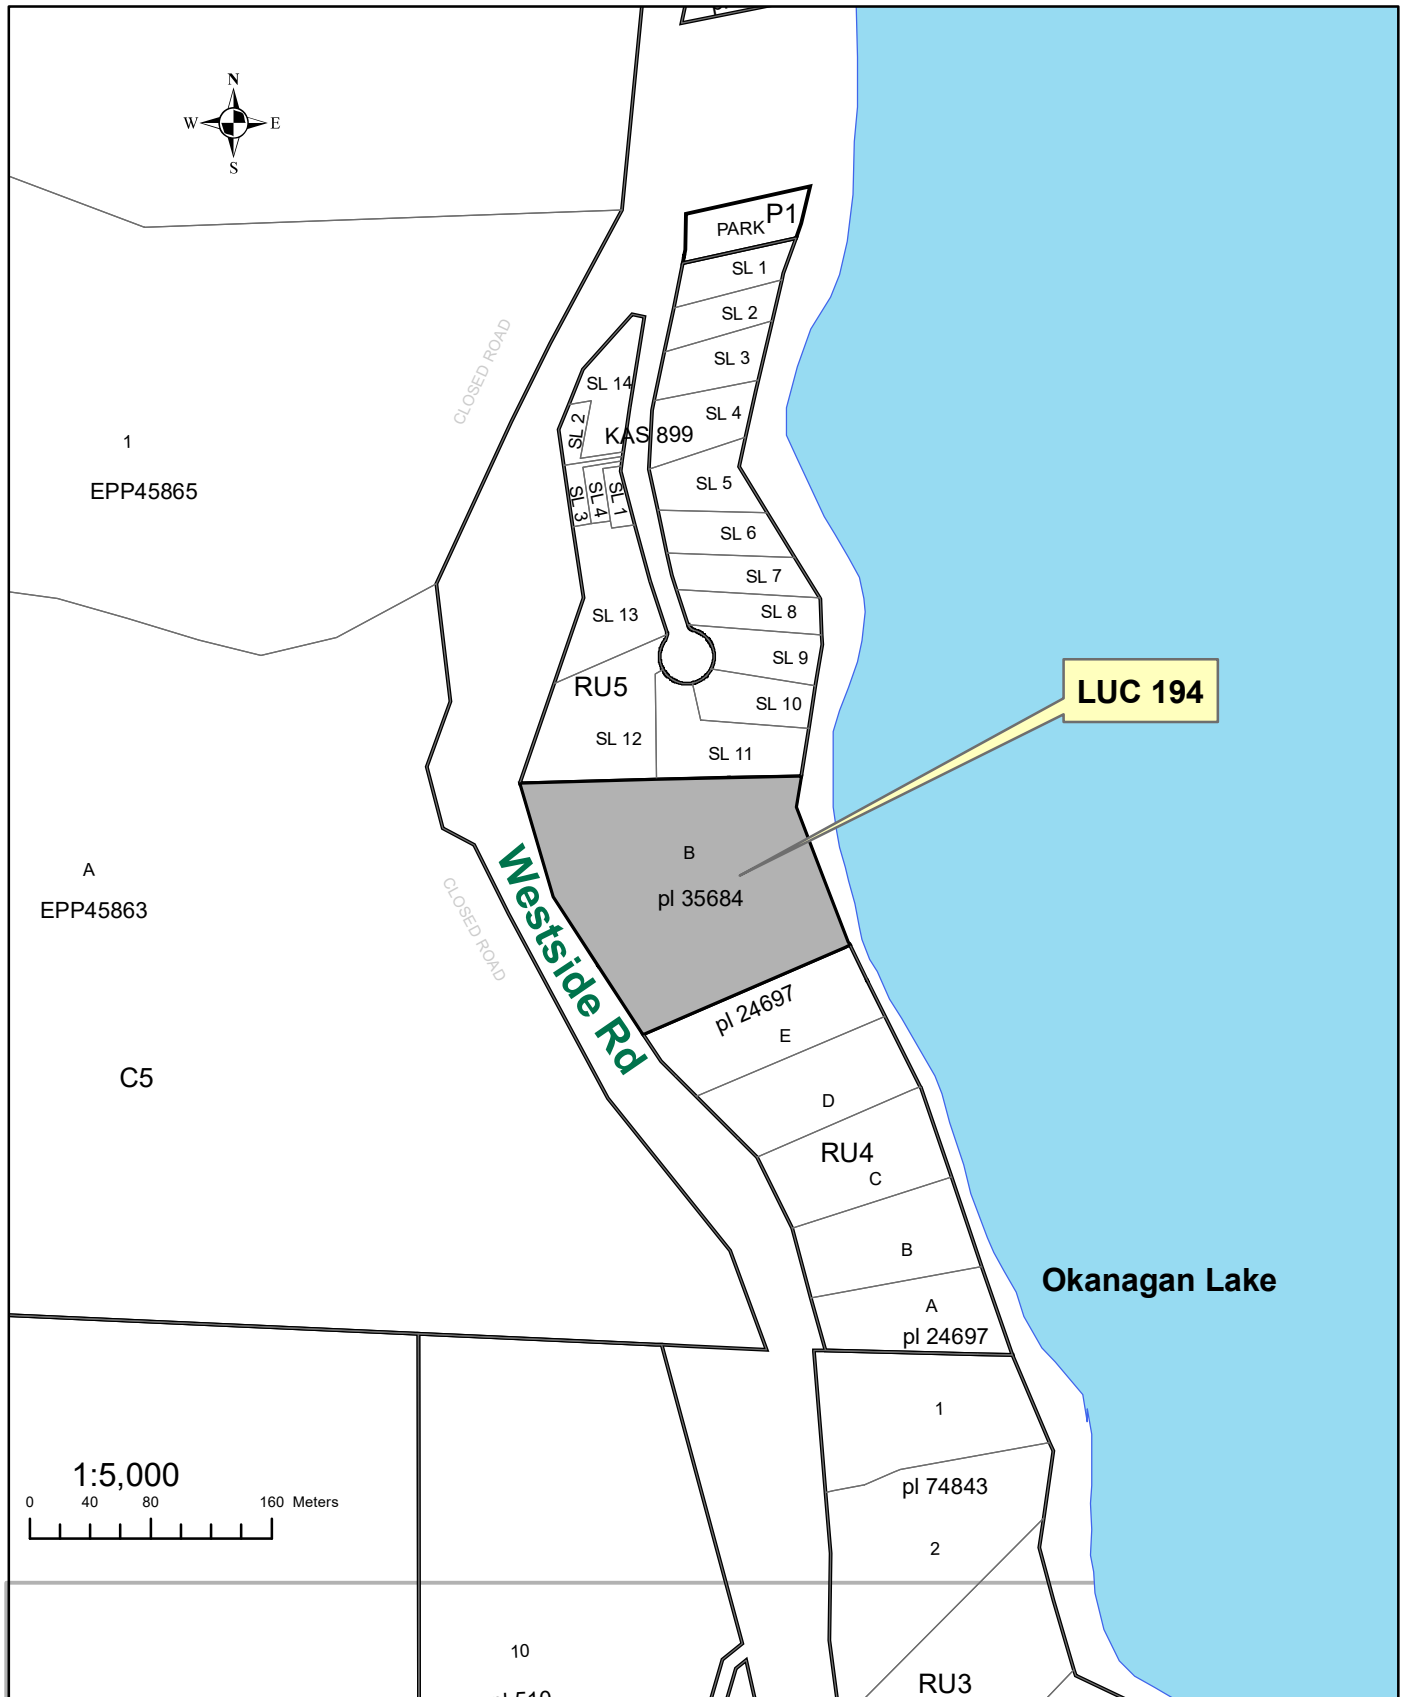 N
W E
S
PARK P1
SL 1
SL 2
SL 3
SL 4
SL 5
SL 6
SL 7
SL 8
SL 9
SL 10
SL 11
SL 12
SL 13
SL 14
SL 2
KAS 899
SL 3
SL 4
SL 1
RU5
CLOSED ROAD
1
EPP45865
LUC 194
B
pl 35684
A
EPP45863
CLOSED ROAD
Westside Rd
C5
pl 24697
E
D
RU4
C
B
A
pl 24697
Okanagan Lake
1
pl 74843
2
1:5,000
0 40 80 160 Meters
10
RU3